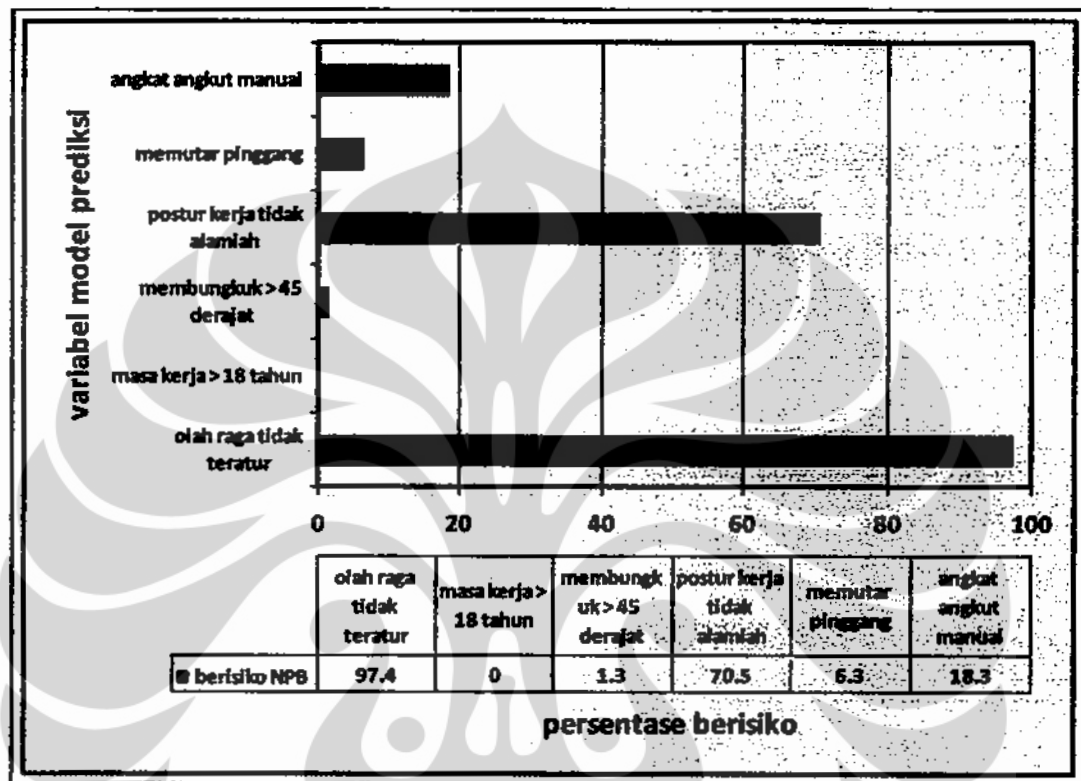 variabel model prediksi
angkat angkut manual
memutar pinggang
postur kerja tidak
alamiah
membungkuk > 45
derajat
masa kerja > 18 tahun
olah raga tidak
teratur
0 20 40 60 80 100
olah raga
tidak
teratur
masa kerja >
18 tahun
membungk
uk > 45
derajat
postur kerja
tidak
alamiah
memutar
pinggang
angkat
angkut
manual
berisiko NPB 97.4 0 1.3 70.5 6.3 18.3
persentase berisiko